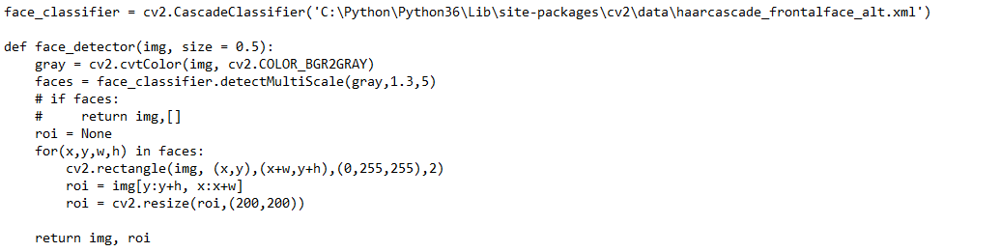 face_classifier = cv2.CascadeClassifier('C:\Python\Python36\Lib\site-packages\cv2\data\haarcascade_frontalface_alt.xml')
def face_detector(img, size = 0.5):
    gray = cv2.cvtColor(img, cv2.COLOR_BGR2GRAY)
    faces = face_classifier.detectMultiScale(gray,1.3,5)
    # if faces:
    #     return img,[]
    roi = None
    for(x,y,w,h) in faces:
        cv2.rectangle(img, (x,y),(x+w,y+h),(0,255,255),2)
        roi = img[y:y+h, x:x+w]
        roi = cv2.resize(roi,(200,200))
    return img, roi